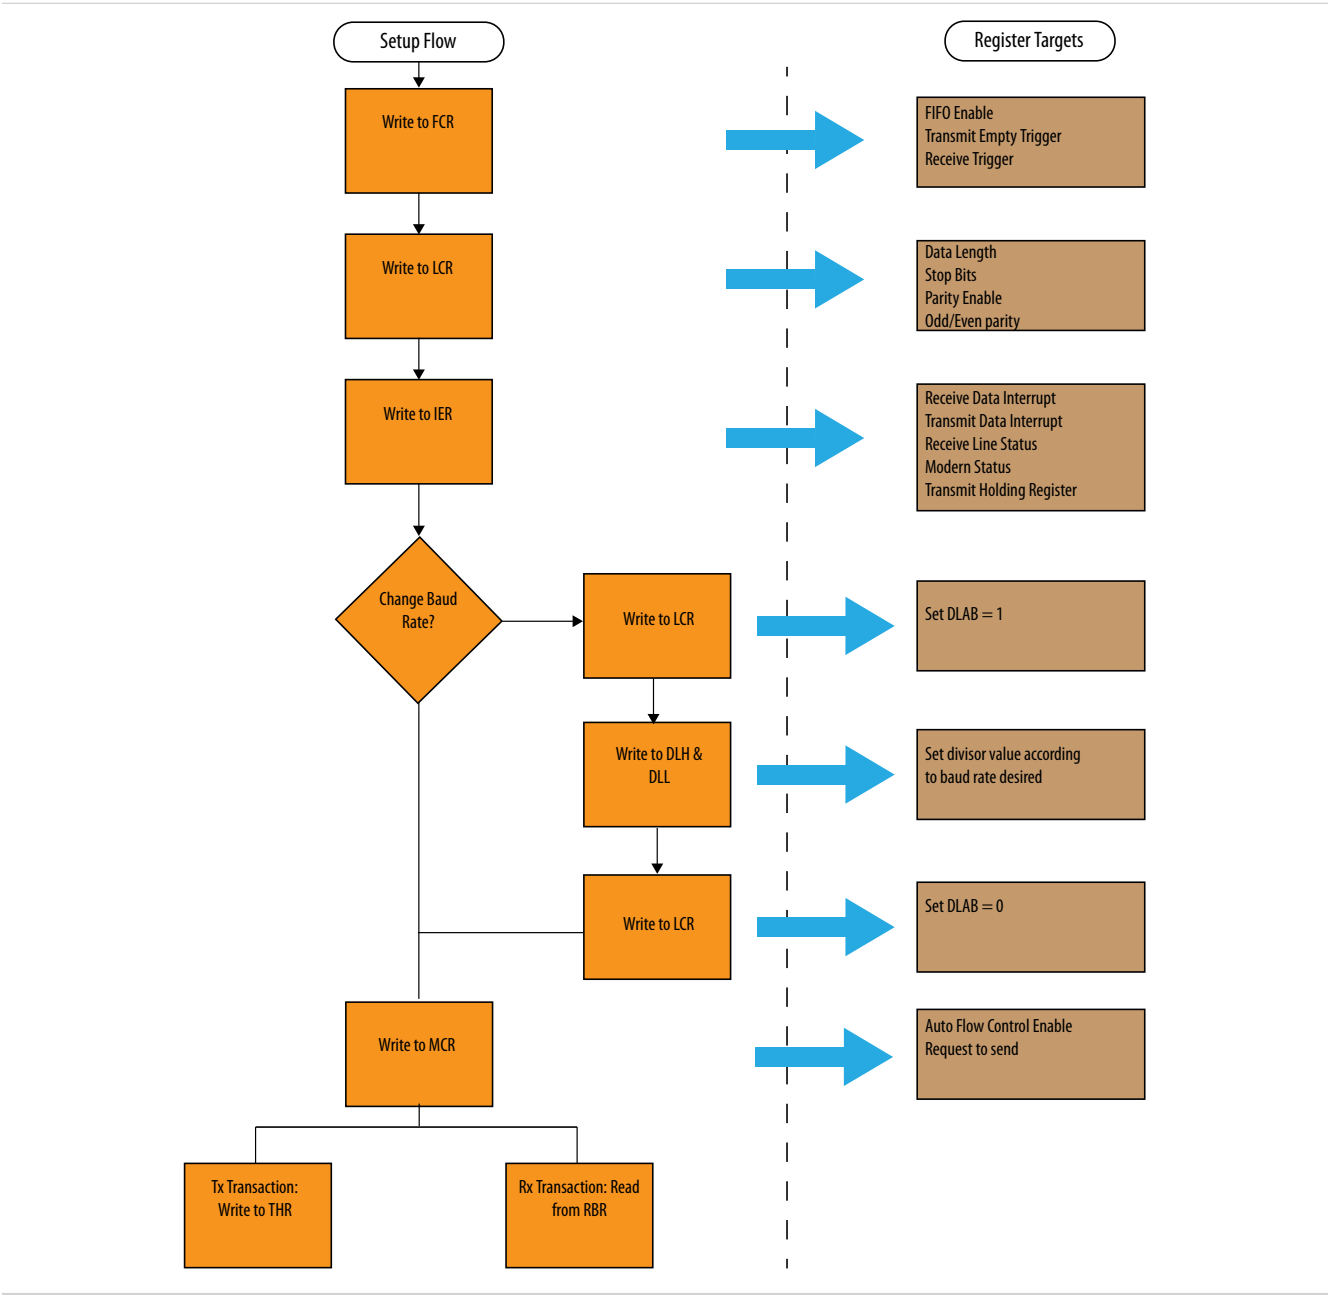 Setup Flow
Register Targets
Write to FCR
FIFO Enable
Transmit Empty Trigger
Receive Trigger
Write to LCR
Data Length
Stop Bits
Parity Enable
Odd/Even parity
Write to IER
Receive Data Interrupt
Transmit Data Interrupt
Receive Line Status
Modern Status
Transmit Holding Register
Change Baud
Rate?
Write to LCR
Set DLAB = 1
Write to DLH &
DLL
Set divisor value according
to baud rate desired
Write to LCR
Set DLAB = 0
Write to MCR
Auto Flow Control Enable
Request to send
Tx Transaction:
Write to THR
Rx Transaction: Read
from RBR